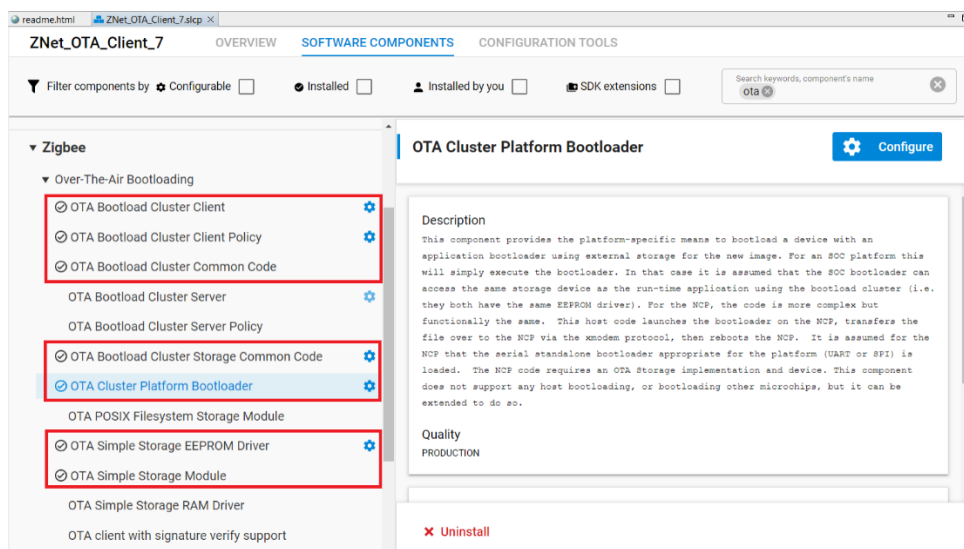 readme.html
ZNet_OTA_Client_7.slcp
ZNet_OTA_Client_7
OVERVIEW
SOFTWARE COMPONENTS
CONFIGURATION TOOLS
Filter components by
Configurable
Installed
Installed by you
SDK extensions
Search keywords, component's name
ota
Zigbee
Over-The-Air Bootloading
OTA Bootload Cluster Client
OTA Bootload Cluster Client Policy
OTA Bootload Cluster Common Code
OTA Bootload Cluster Server
OTA Bootload Cluster Server Policy
OTA Bootload Cluster Storage Common Code
OTA Cluster Platform Bootloader
OTA POSIX Filesystem Storage Module
OTA Simple Storage EEPROM Driver
OTA Simple Storage Module
OTA Simple Storage RAM Driver
OTA client with signature verify support
OTA Cluster Platform Bootloader
Configure
Description
This component provides the platform-specific means to bootload a device with an
application bootloader using external storage for the new image. For an SOC platform this
will simply execute the bootloader. In that case it is assumed that the SOC bootloader can
access the same storage device as the run-time application using the bootload cluster (i.e.
they both have the same EEPROM driver). For the NCP, the code is more complex but
functionally the same. This host code launches the bootloader on the NCP, transfers the
file over to the NCP via the xmodem protocol, then reboots the NCP. It is assumed for the
NCP that the serial standalone bootloader appropriate for the platform (UART or SPI) is
loaded. The NCP code requires an OTA Storage implementation and device. This component
does not support any host bootloading, or bootloading other microchips, but it can be
extended to do so.
Quality
PRODUCTION
Uninstall